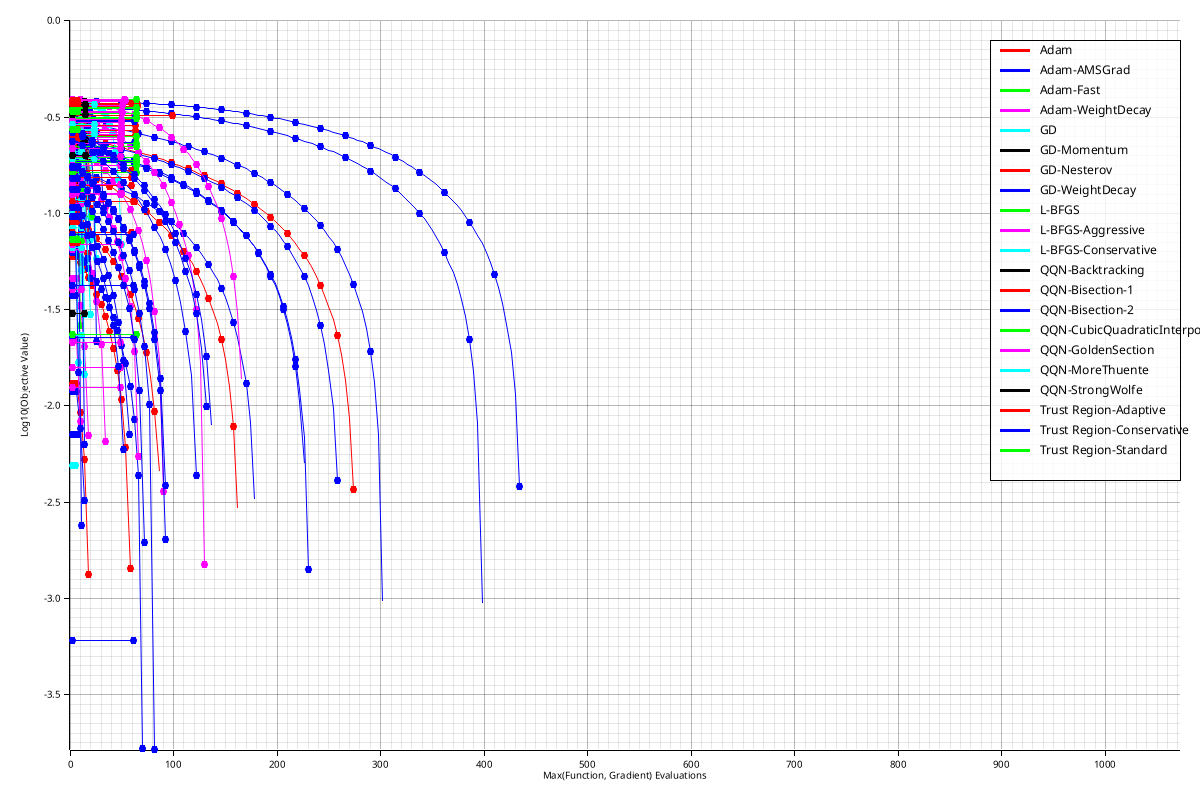 0.0
-0.5
-1.0
-1.5
-2.0
-2.5
-3.0
-3.5
Log10(Objective Value)
0 100 200 300 400 500 600 700 800 900 1000
Max(Function, Gradient) Evaluations
Adam
Adam-AMSGrad
Adam-Fast
Adam-WeightDecay
GD
GD-Momentum
GD-Nesterov
GD-WeightDecay
L-BFGS
L-BFGS-Aggressive
L-BFGS-Conservative
QQN-Backtracking
QQN-Bisection-1
QQN-Bisection-2
QQN-CubicQuadraticInterpo
QQN-GoldenSection
QQN-MoreThuente
QQN-StrongWolfe
Trust Region-Adaptive
Trust Region-Conservative
Trust Region-Standard